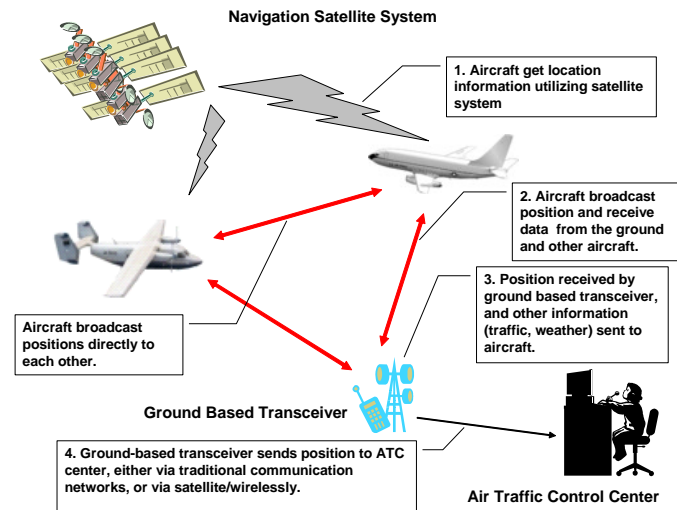 Navigation Satellite System
1. Aircraft get location
information utilizing satellite
system
2. Aircraft broadcast
position and receive
data from the ground
and other aircraft.
3. Position received by
ground based transceiver,
and other information
(traffic, weather) sent to
aircraft.
Aircraft broadcast
positions directly to
each other.
Ground Based Transceiver
4. Ground-based transceiver sends position to ATC
center, either via traditional communication
networks, or via satellite/wirelessly.
Air Traffic Control Center